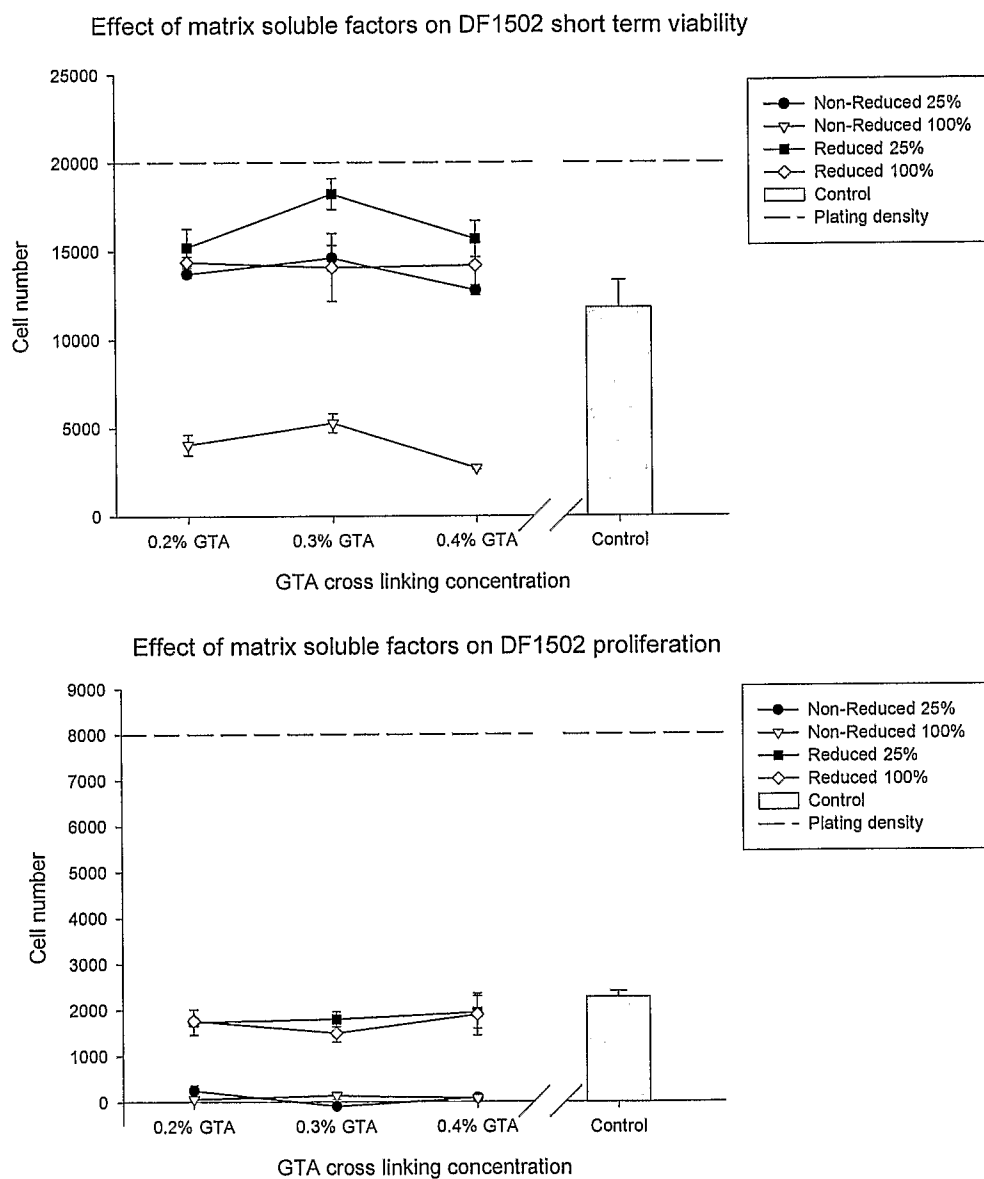 Effect of matrix soluble factors on DF1502 short term viability
25000
20000
15000
10000
5000
0
Cell number
0.2% GTA
0.3% GTA
0.4% GTA
Control
GTA cross linking concentration
Non-Reduced 25%
Non-Reduced 100%
Reduced 25%
Reduced 100%
Control
Plating density
Effect of matrix soluble factors on DF1502 proliferation
9000
8000
7000
6000
5000
4000
3000
2000
1000
0
Cell number
0.2% GTA
0.3% GTA
0.4% GTA
Control
GTA cross linking concentration
Non-Reduced 25%
Non-Reduced 100%
Reduced 25%
Reduced 100%
Control
Plating density